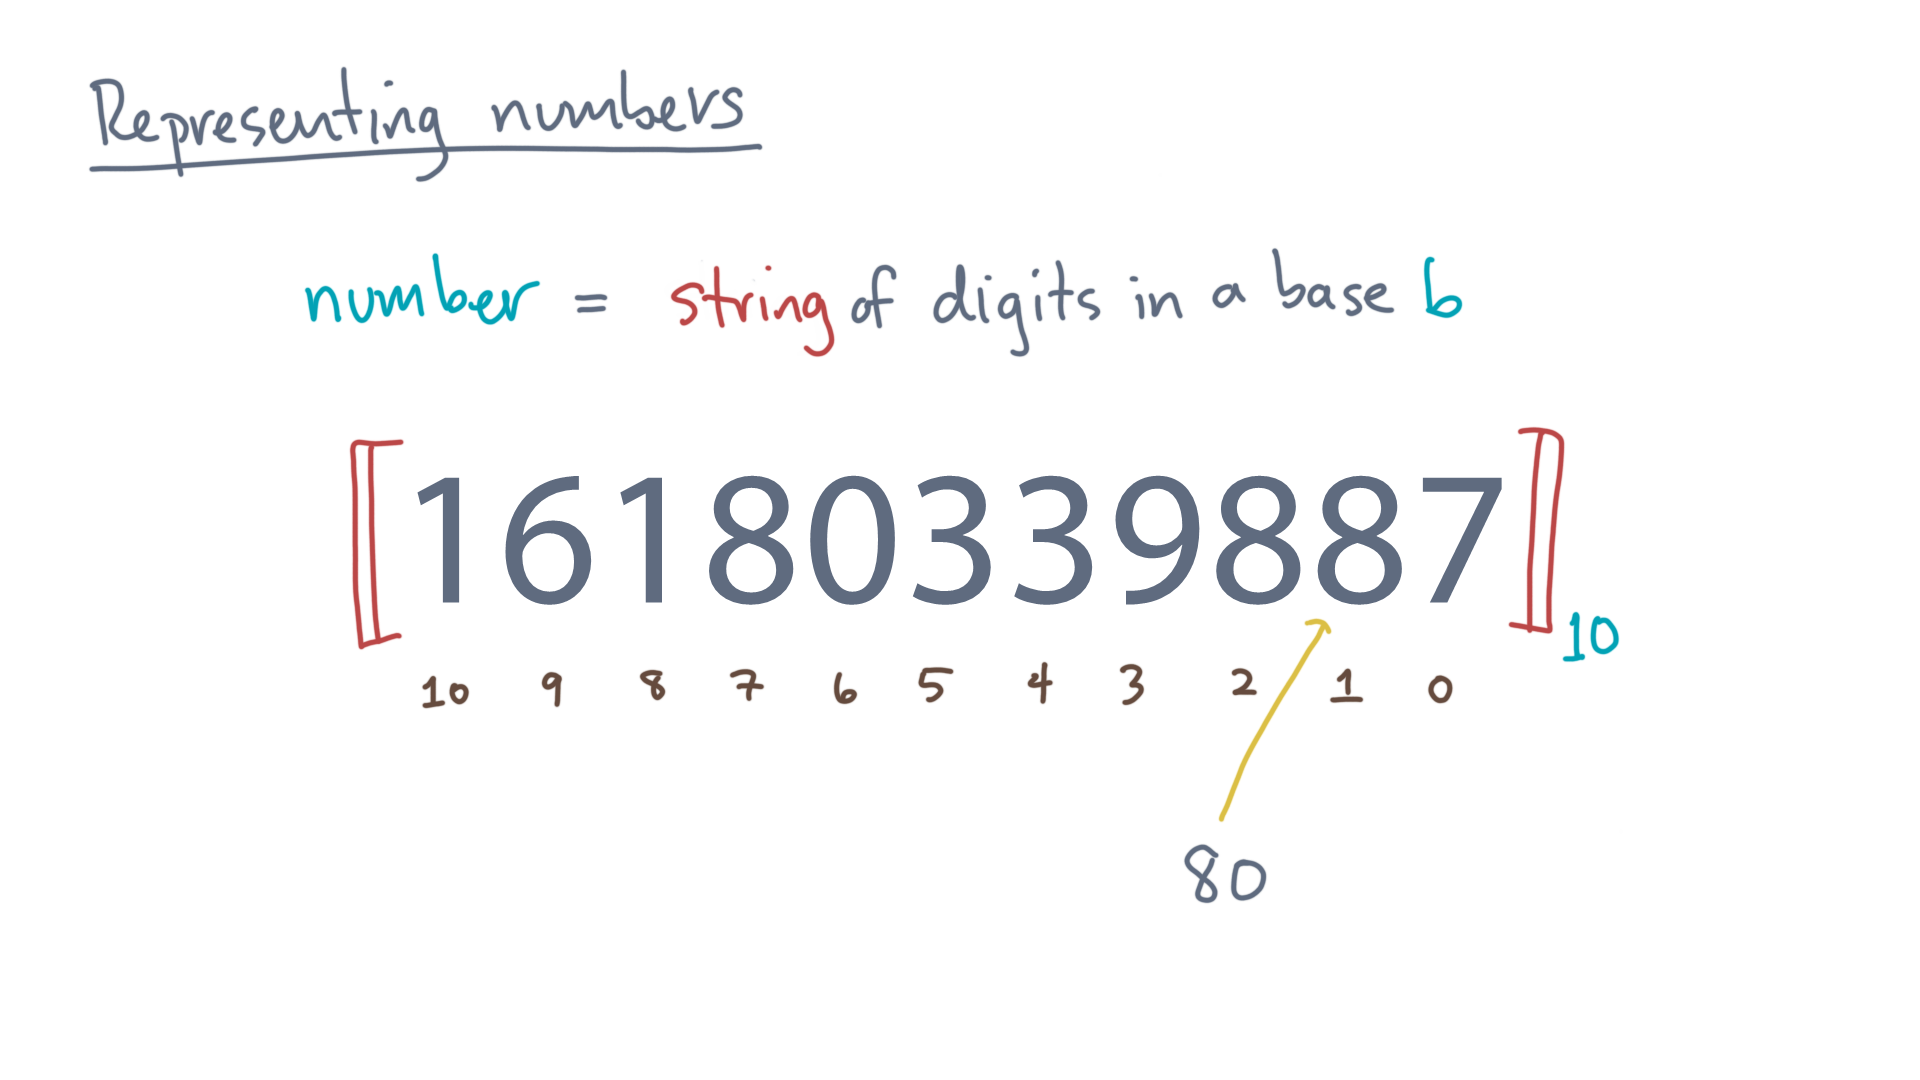 Representing numbers
number = string of digits in a base b
[[16180339887]]10
10 9 8 7 6 5 4 3 2 1 0
80